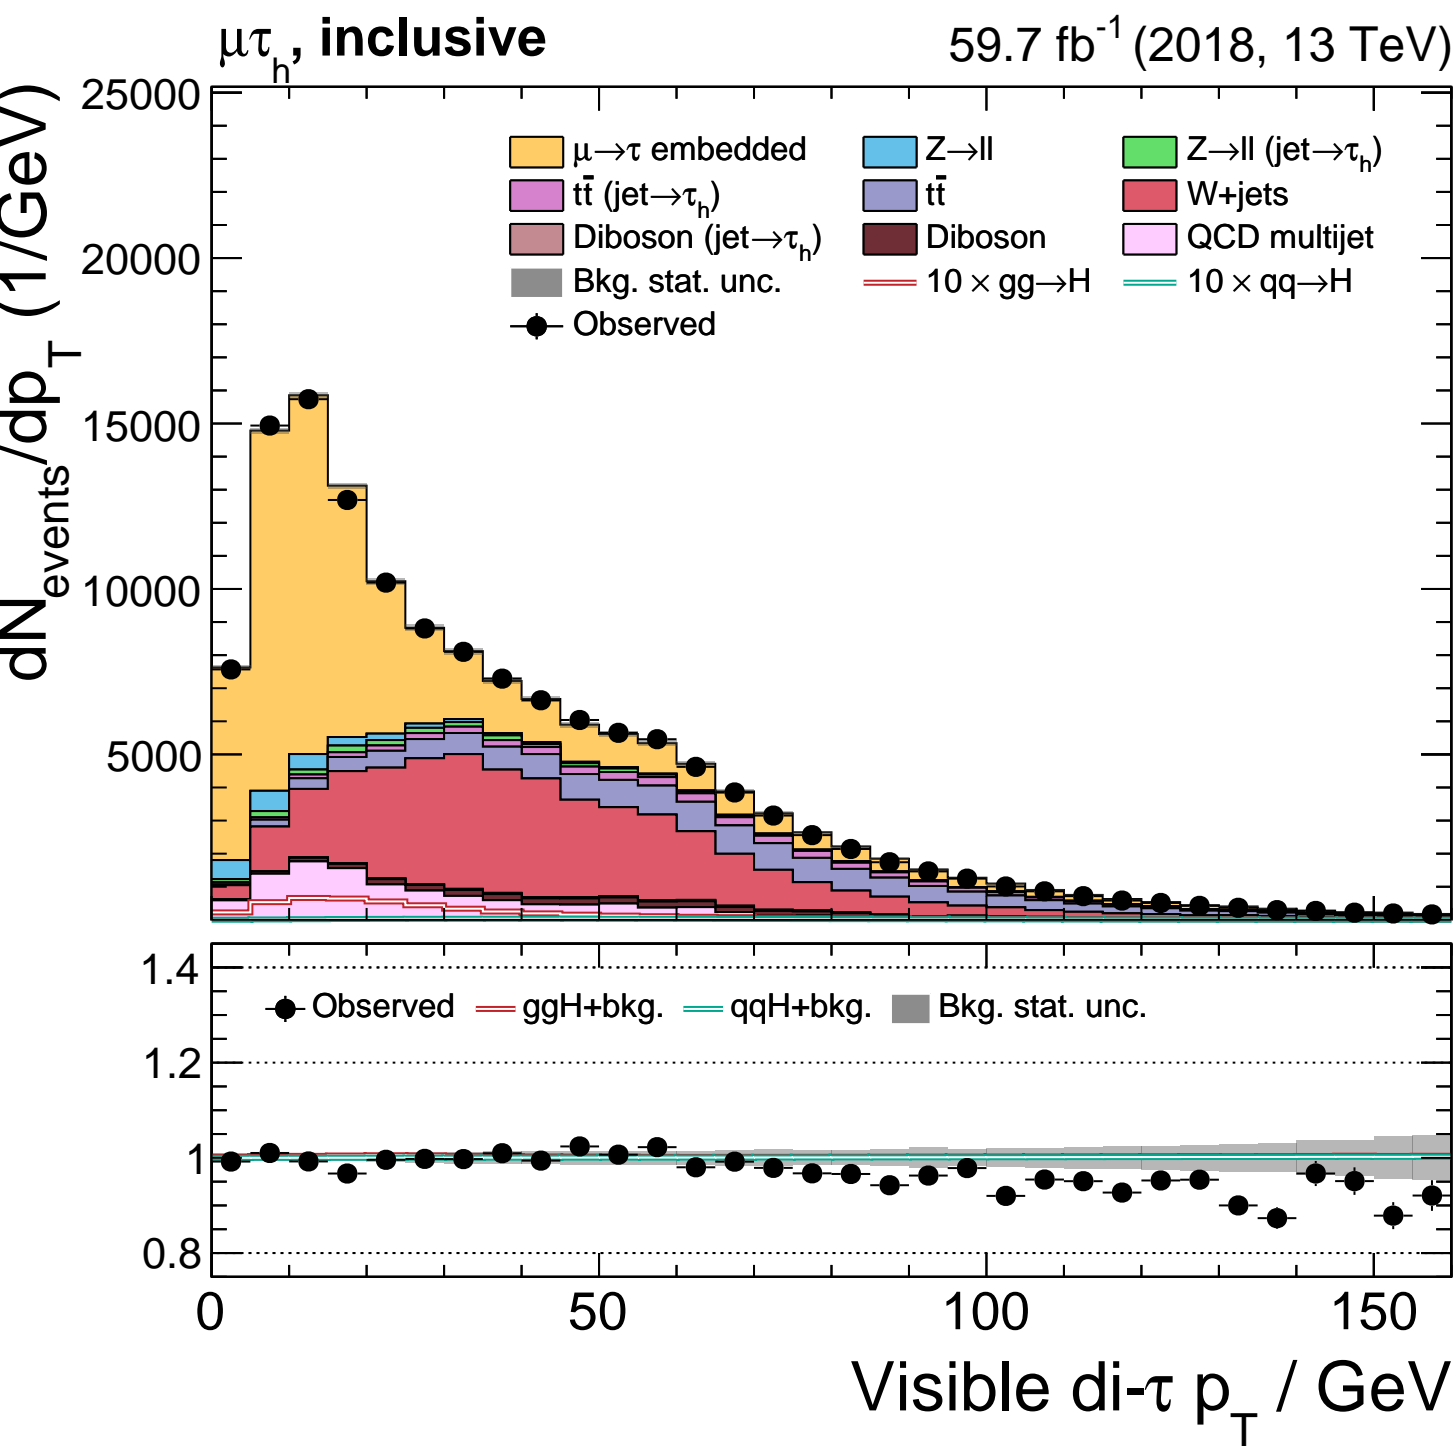 μτh, inclusive
59.7 fb-1 (2018, 13 TeV)
dNevents/dpT (1/GeV)
25000
20000
15000
10000
5000
μ→τ embedded
Z→ll
Z→ll (jet→τh)
tt̄ (jet→τh)
tt̄
W+jets
Diboson (jet→τh)
Diboson
QCD multijet
Bkg. stat. unc.
10 × gg→H
10 × qq→H
Observed
1.4
1.2
1
0.8
Observed
ggH+bkg.
qqH+bkg.
Bkg. stat. unc.
0
50
100
150
Visible di-τ pT / GeV